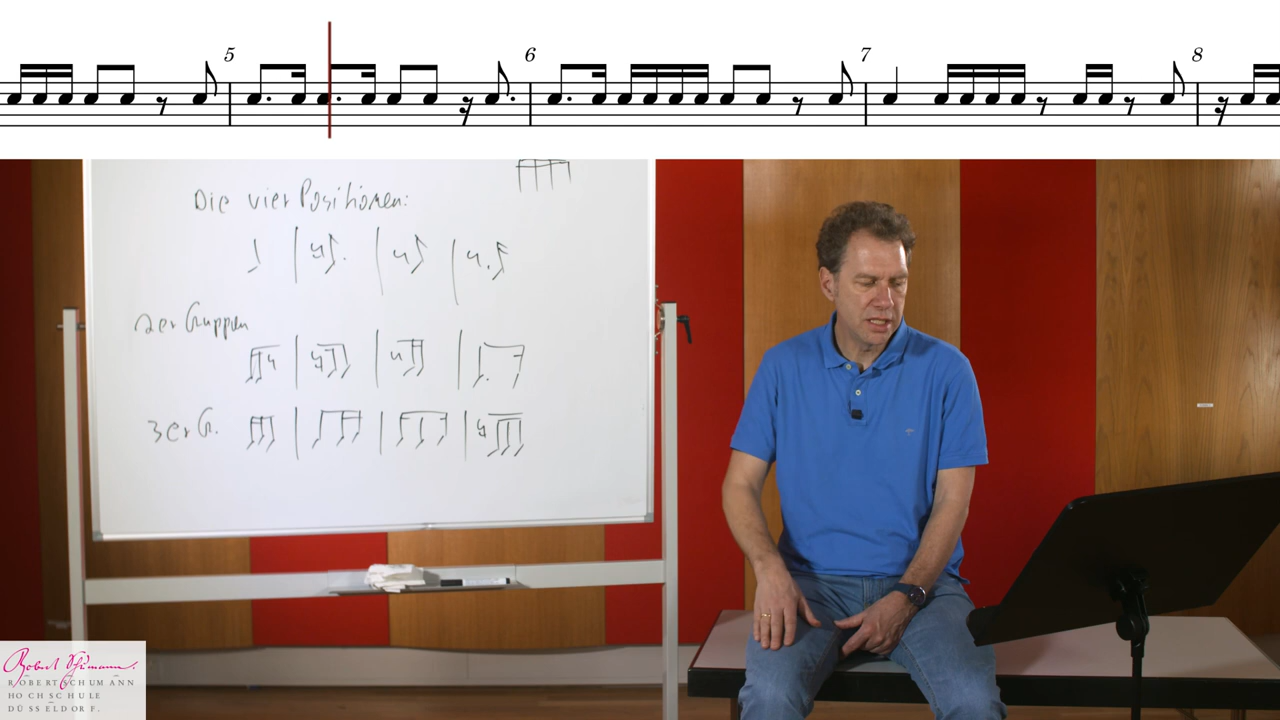 5 6 7 8
Die vier Positionen:
2er Gruppen
3er G.
Robert Schumann
ROBERT SCHUMANN
HOCHSCHULE
DÜSSELDORF.